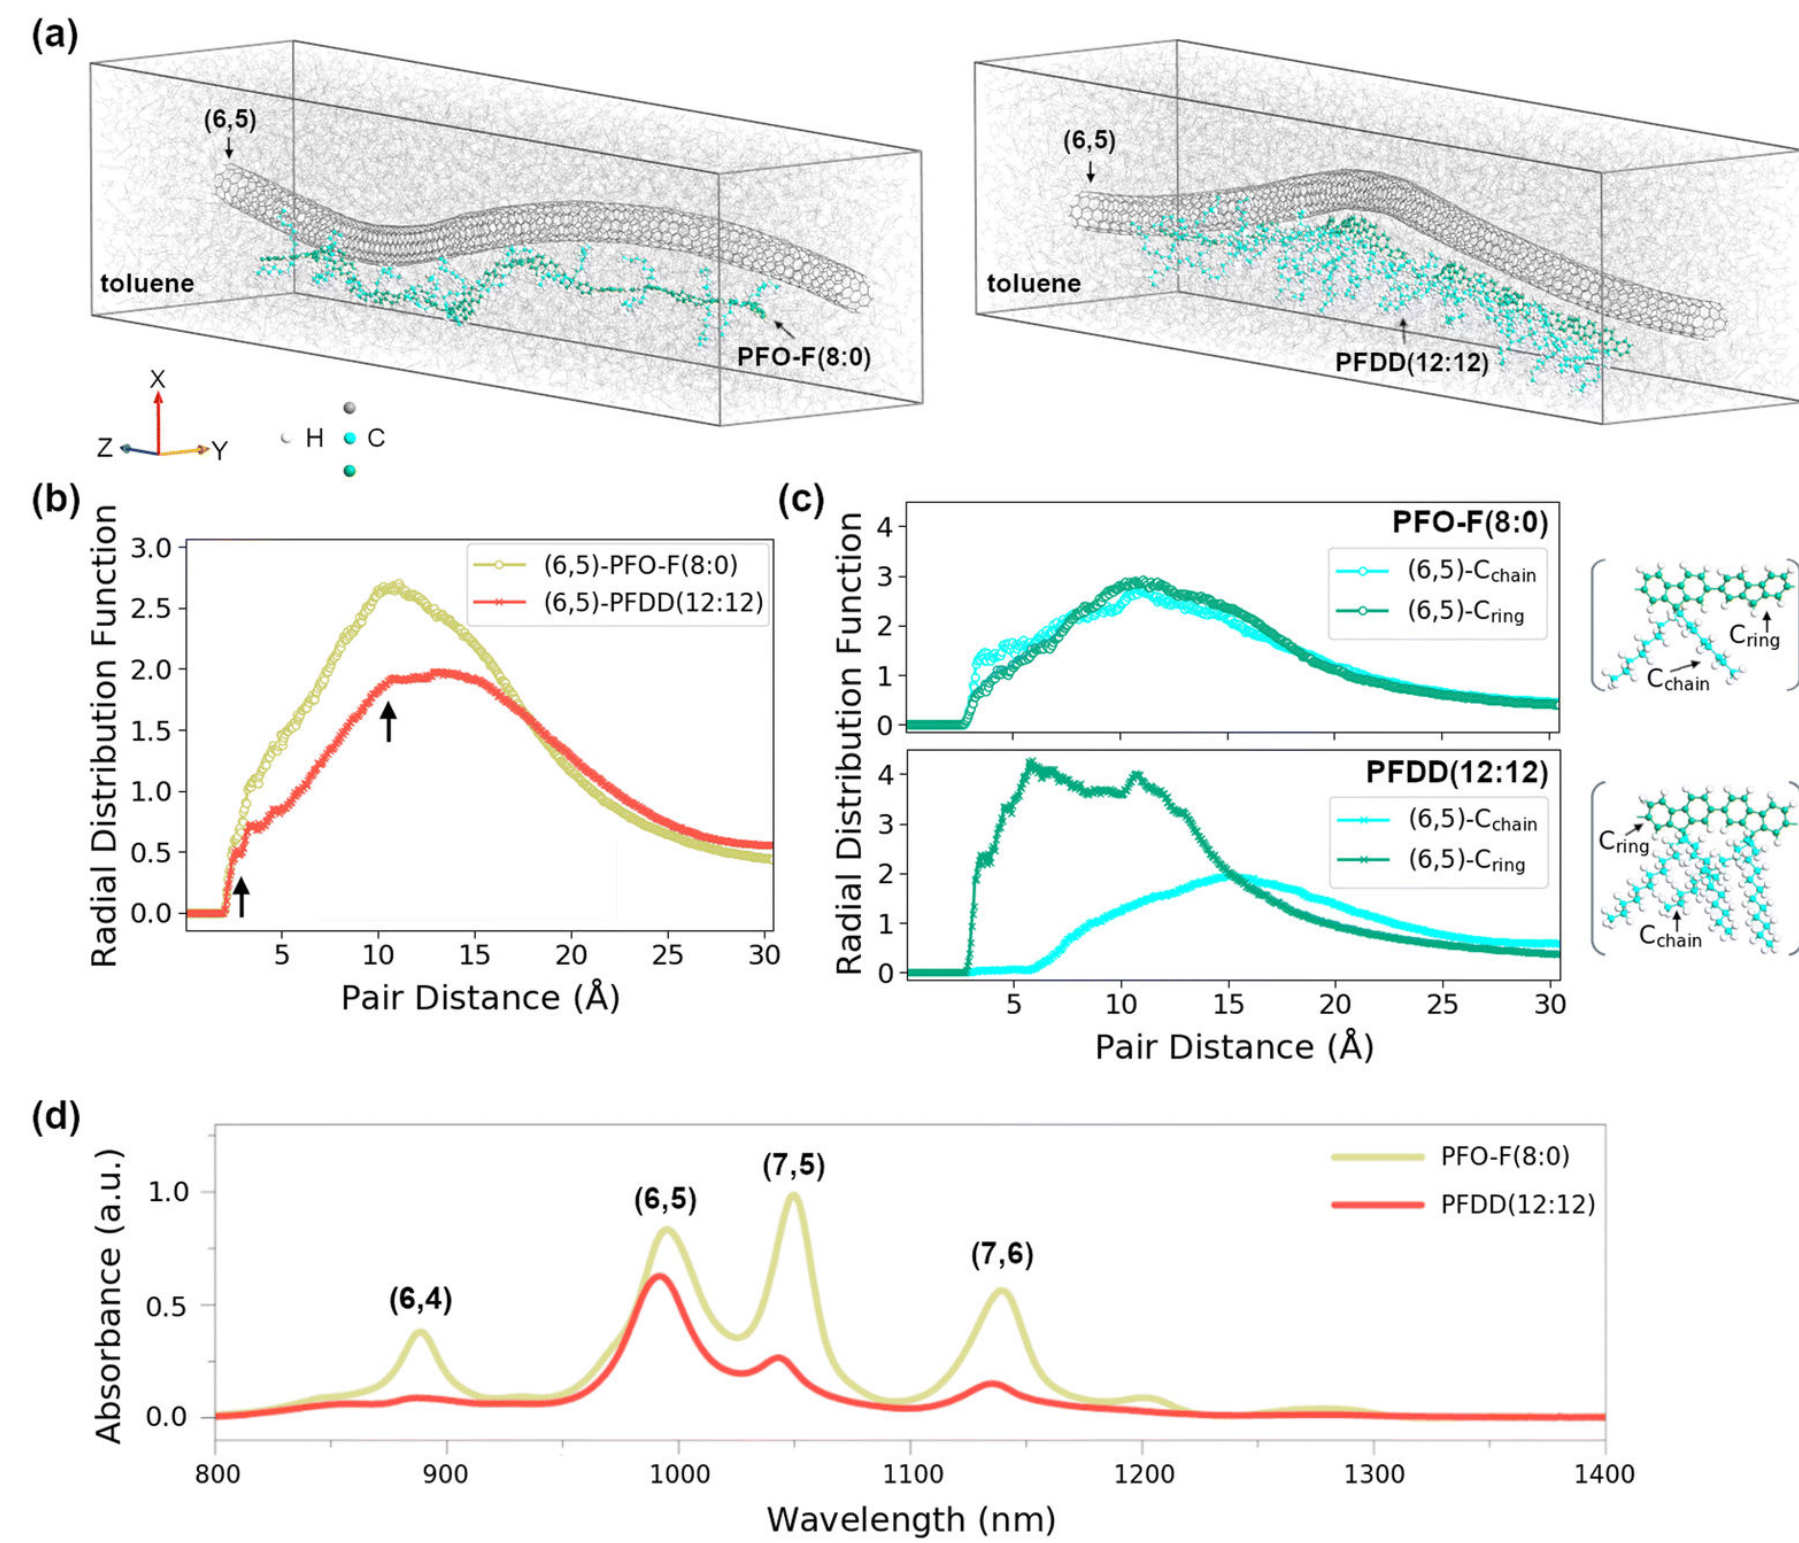 (a)
(6,5)
toluene
PFO-F(8:0)
(6,5)
toluene
PFDD(12:12)
X
Z
Y
H
C
(b)
Radial Distribution Function
3.0
2.5
2.0
1.5
1.0
0.5
0.0
(6,5)-PFO-F(8:0)
(6,5)-PFDD(12:12)
5 10 15 20 25 30
Pair Distance (Å)
(c)
Radial Distribution Function
PFO-F(8:0)
4
3
2
1
0
(6,5)-Cchain
(6,5)-Cring
Cring
Cchain
PFDD(12:12)
4
3
2
1
0
(6,5)-Cchain
(6,5)-Cring
Cring
Cchain
5 10 15 20 25 30
Pair Distance (Å)
(d)
Absorbance (a.u.)
1.0
0.5
0.0
(6,4)
(6,5)
(7,5)
(7,6)
PFO-F(8:0)
PFDD(12:12)
800 900 1000 1100 1200 1300 1400
Wavelength (nm)